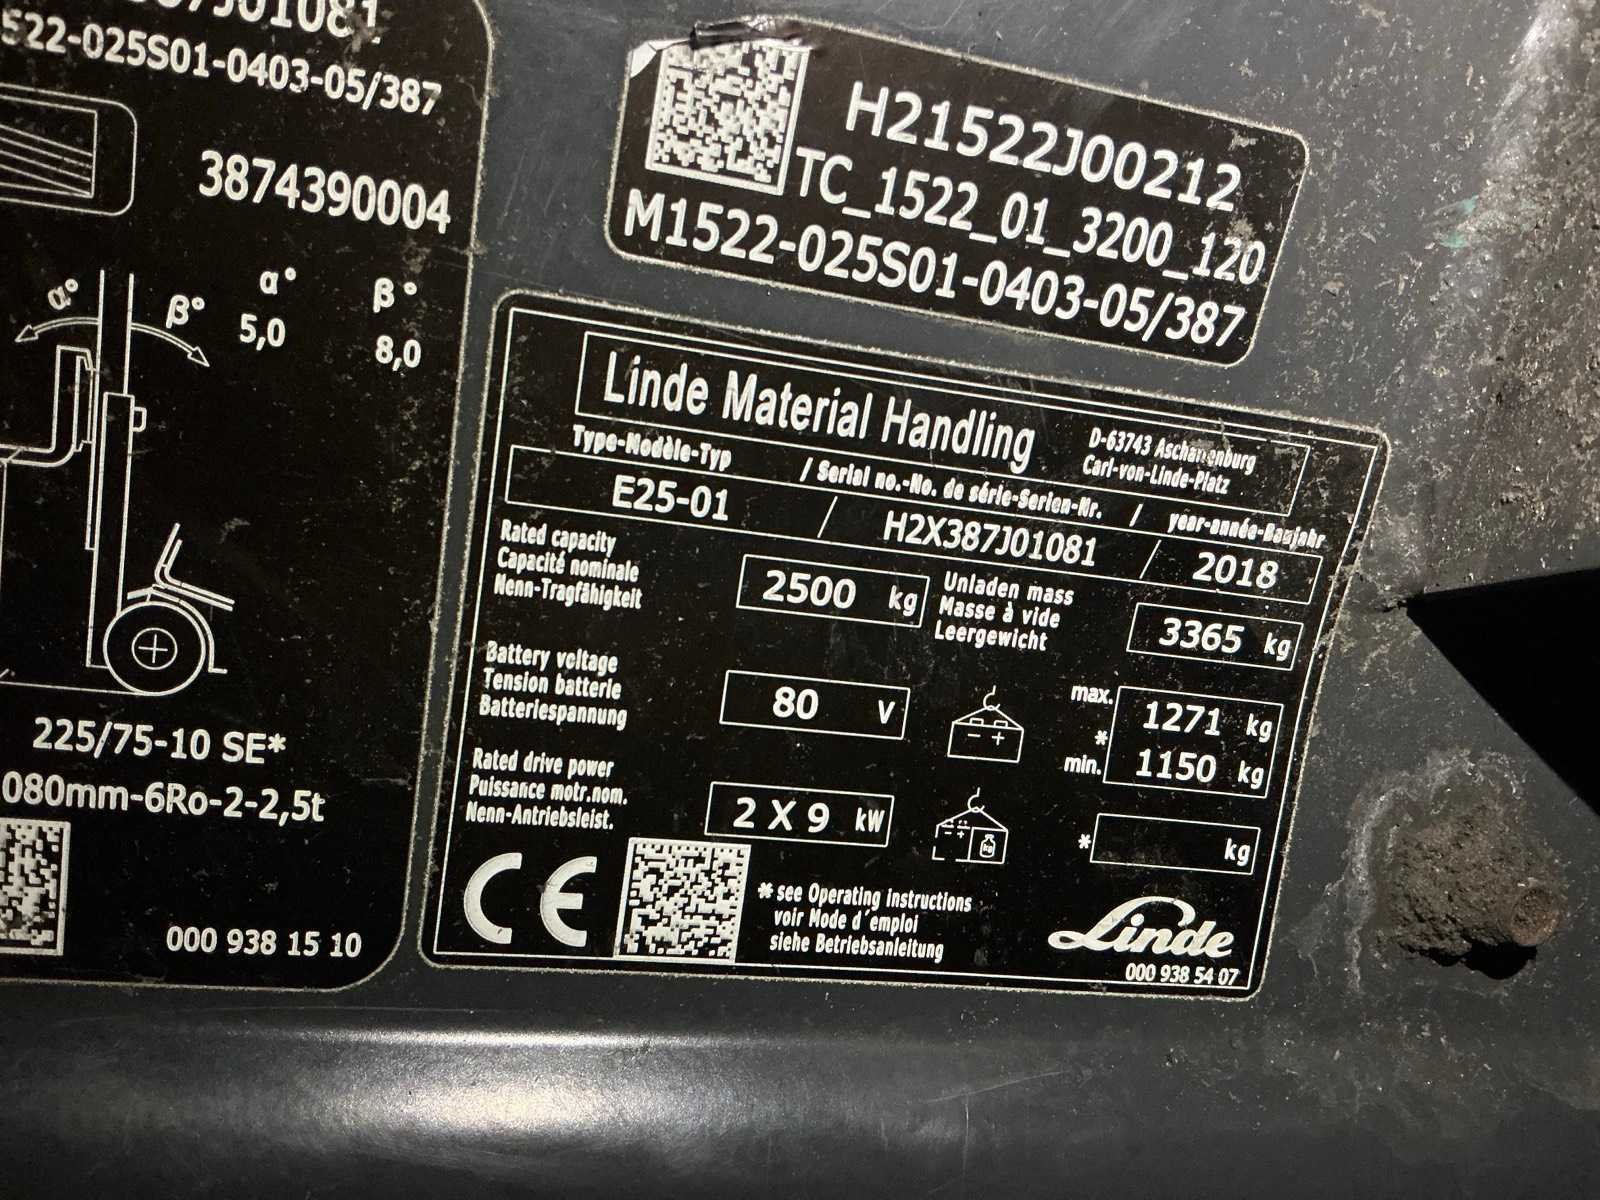 J01081
522-025S01-0403-05/387
3874390004
α° β°
α° β°
5,0 8,0
225/75-10 SE*
080mm-6Ro-2-2,5t
000 938 15 10
H21522J00212
TC_1522_01_3200_120
M1522-025S01-0403-05/387
Linde Material Handling
D-63743 Aschaffenburg
Carl-von-Linde-Platz
Type-Modèle-Typ / Serial no.-No. de série-Serien-Nr. / year-année-Baujahr
E25-01 / H2X387J01081 / 2018
Rated capacity
Capacité nominale
Nenn-Tragfähigkeit
2500 kg
Unladen mass
Masse à vide
Leergewicht
3365 kg
Battery voltage
Tension batterie
Batteriespannung
80 V
- +
max. 1271 kg
*
min. 1150 kg
Rated drive power
Puissance motr.nom.
Nenn-Antriebsleist.
2 X 9 kW
- + kg
* kg
CE
* see Operating instructions
voir Mode d'emploi
siehe Betriebsanleitung
Linde
000 938 54 07